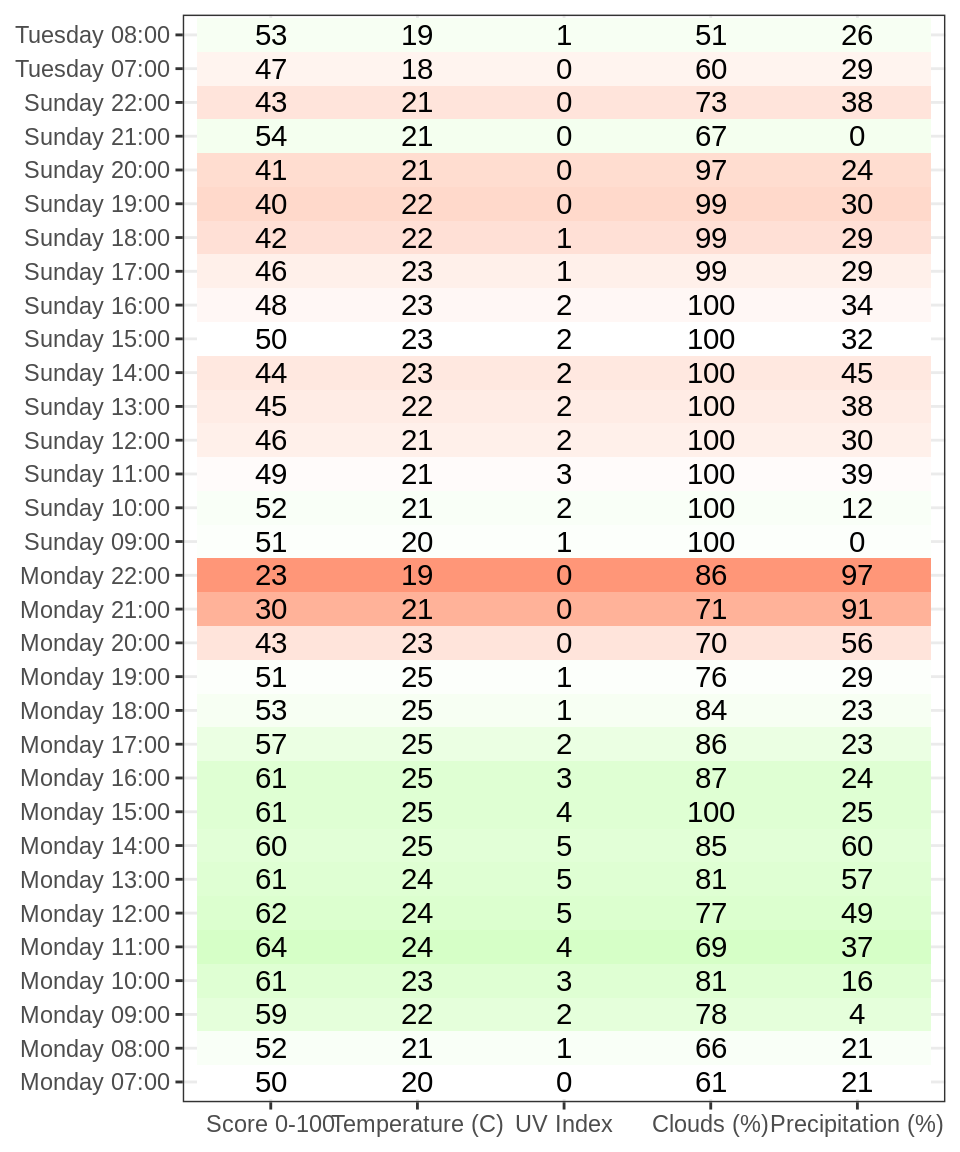 Tuesday 08:00 53 19 1 51 26
Tuesday 07:00 47 18 0 60 29
Sunday 22:00 43 21 0 73 38
Sunday 21:00 54 21 0 67 0
Sunday 20:00 41 21 0 97 24
Sunday 19:00 40 22 0 99 30
Sunday 18:00 42 22 1 99 29
Sunday 17:00 46 23 1 99 29
Sunday 16:00 48 23 2 100 34
Sunday 15:00 50 23 2 100 32
Sunday 14:00 44 23 2 100 45
Sunday 13:00 45 22 2 100 38
Sunday 12:00 46 21 2 100 30
Sunday 11:00 49 21 3 100 39
Sunday 10:00 52 21 2 100 12
Sunday 09:00 51 20 1 100 0
Monday 22:00 23 19 0 86 97
Monday 21:00 30 21 0 71 91
Monday 20:00 43 23 0 70 56
Monday 19:00 51 25 1 76 29
Monday 18:00 53 25 1 84 23
Monday 17:00 57 25 2 86 23
Monday 16:00 61 25 3 87 24
Monday 15:00 61 25 4 100 25
Monday 14:00 60 25 5 85 60
Monday 13:00 61 24 5 81 57
Monday 12:00 62 24 5 77 49
Monday 11:00 64 24 4 69 37
Monday 10:00 61 23 3 81 16
Monday 09:00 59 22 2 78 4
Monday 08:00 52 21 1 66 21
Monday 07:00 50 20 0 61 21
Score 0-100 Temperature (C) UV Index Clouds (%) Precipitation (%)